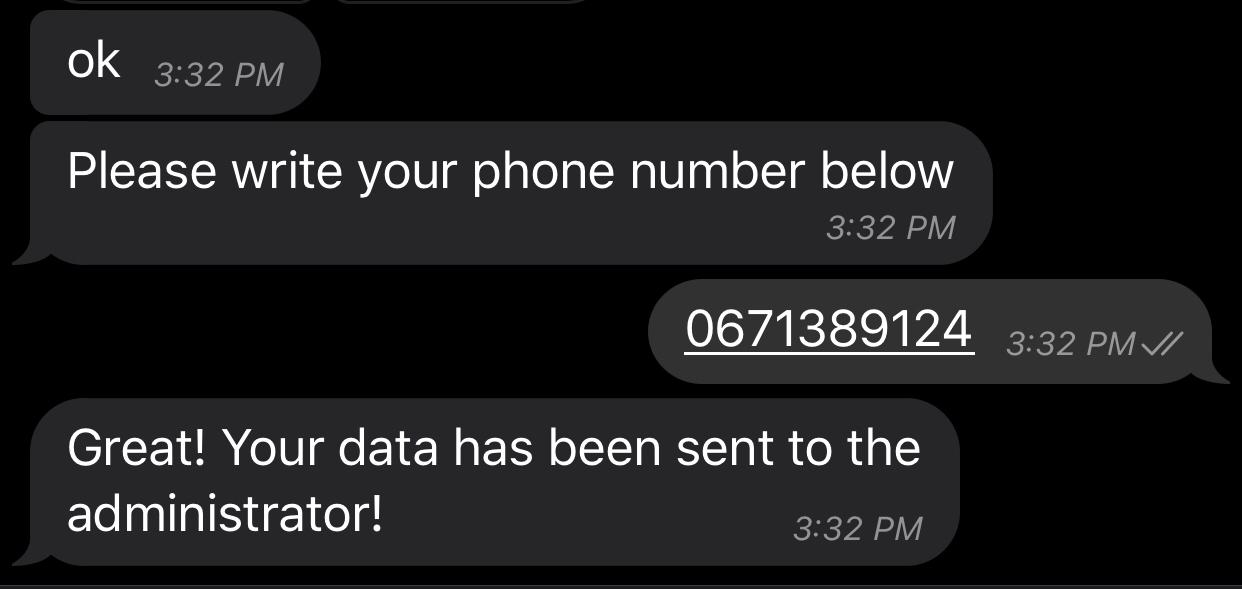 ok 3:32 PM
Please write your phone number below
3:32 PM
0671389124 3:32 PM
Great! Your data has been sent to the
administrator! 3:32 PM